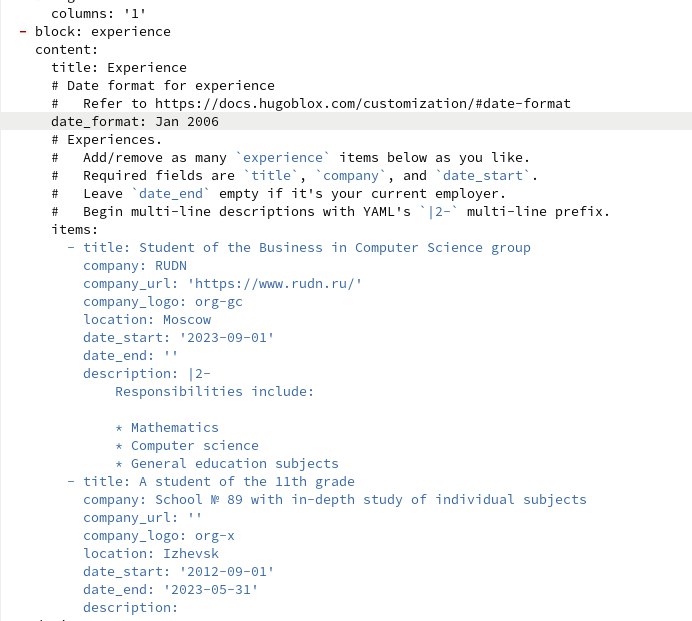 columns: '1'
- block: experience
content:
title: Experience
# Date format for experience
#   Refer to https://docs.hugoblox.com/customization/#date-format
date_format: Jan 2006
# Experiences.
#   Add/remove as many `experience` items below as you like.
#   Required fields are `title`, `company`, and `date_start`.
#   Leave `date_end` empty if it's your current employer.
#   Begin multi-line descriptions with YAML's `|2-` multi-line prefix.
items:
- title: Student of the Business in Computer Science group
company: RUDN
company_url: 'https://www.rudn.ru/'
company_logo: org-gc
location: Moscow
date_start: '2023-09-01'
date_end: ''
description: |2-
Responsibilities include:
* Mathematics
* Computer science
* General education subjects
- title: A student of the 11th grade
company: School № 89 with in-depth study of individual subjects
company_url: ''
company_logo: org-x
location: Izhevsk
date_start: '2012-09-01'
date_end: '2023-05-31'
description: